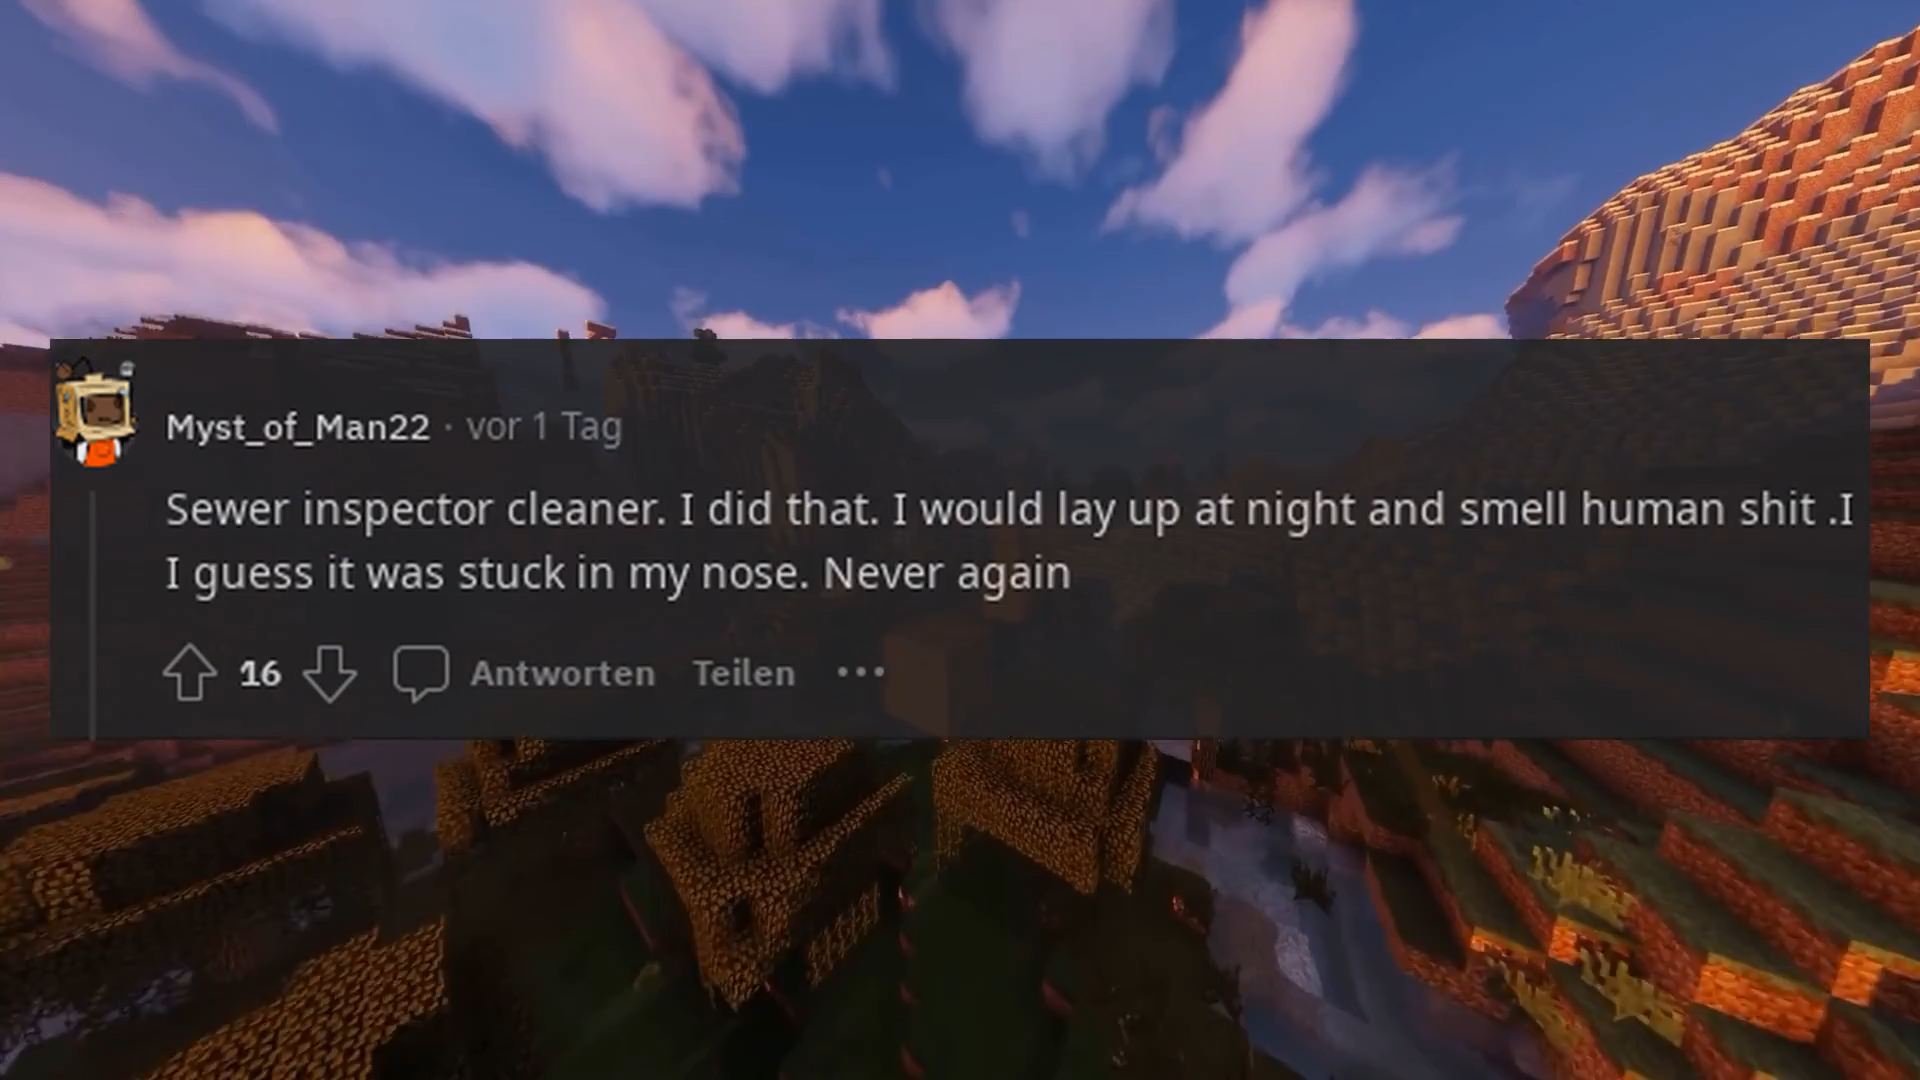 Myst_of_Man22 · vor 1 Tag
Sewer inspector cleaner. I did that. I would lay up at night and smell human shit .I
I guess it was stuck in my nose. Never again
16 Antworten Teilen ···